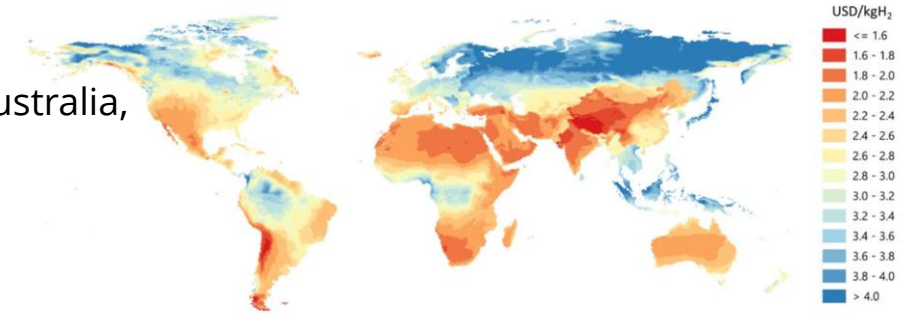 USD/kgH₂
<= 1.6
1.6 - 1.8
1.8 - 2.0
2.0 - 2.2
2.2 - 2.4
2.4 - 2.6
2.6 - 2.8
2.8 - 3.0
3.0 - 3.2
3.2 - 3.4
3.4 - 3.6
3.6 - 3.8
3.8 - 4.0
> 4.0
ustralia,